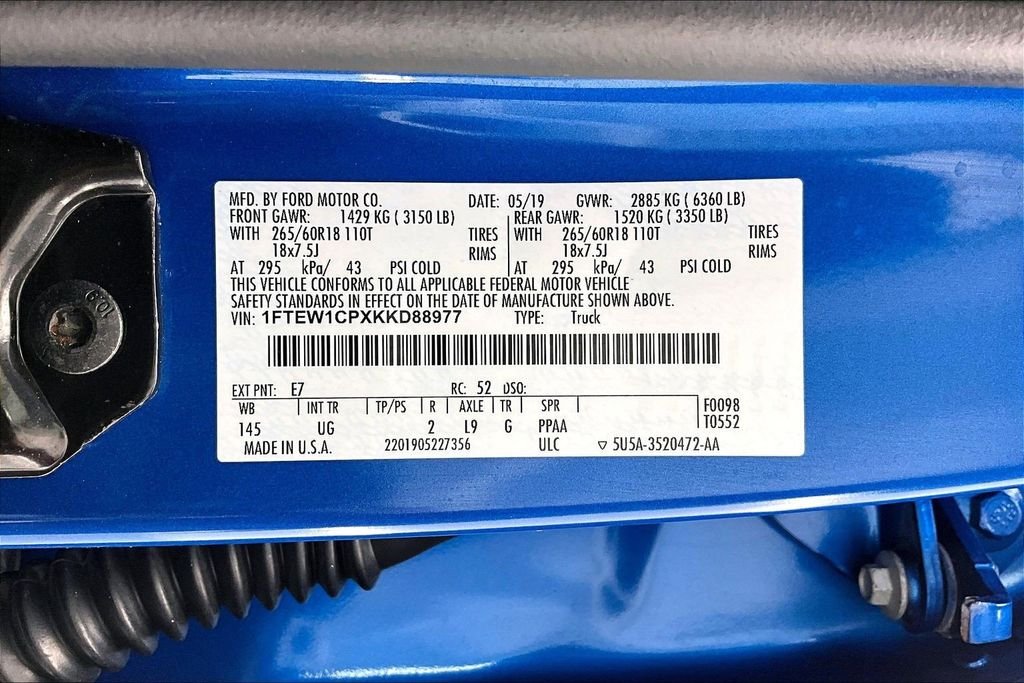 MFD. BY FORD MOTOR CO. DATE: 05/19 GVWR: 2885 KG ( 6360 LB)
FRONT GAWR: 1429 KG ( 3150 LB) REAR GAWR: 1520 KG ( 3350 LB)
WITH 265/60R18 110T TIRES WITH 265/60R18 110T TIRES
18x7.5J RIMS 18x7.5J RIMS
AT 295 kPa/ 43 PSI COLD AT 295 kPa/ 43 PSI COLD
THIS VEHICLE CONFORMS TO ALL APPLICABLE FEDERAL MOTOR VEHICLE
SAFETY STANDARDS IN EFFECT ON THE DATE OF MANUFACTURE SHOWN ABOVE.
VIN: 1FTEW1CPXKKD88977 TYPE: Truck
EXT PNT: E7 RC: 52 DSO:
WB INT TR TP/PS R AXLE TR SPR F0098
145 UG 2 L9 G PPAA T0552
MADE IN U.S.A. 2201905227356 ULC ▽ 5U5A-3520472-AA